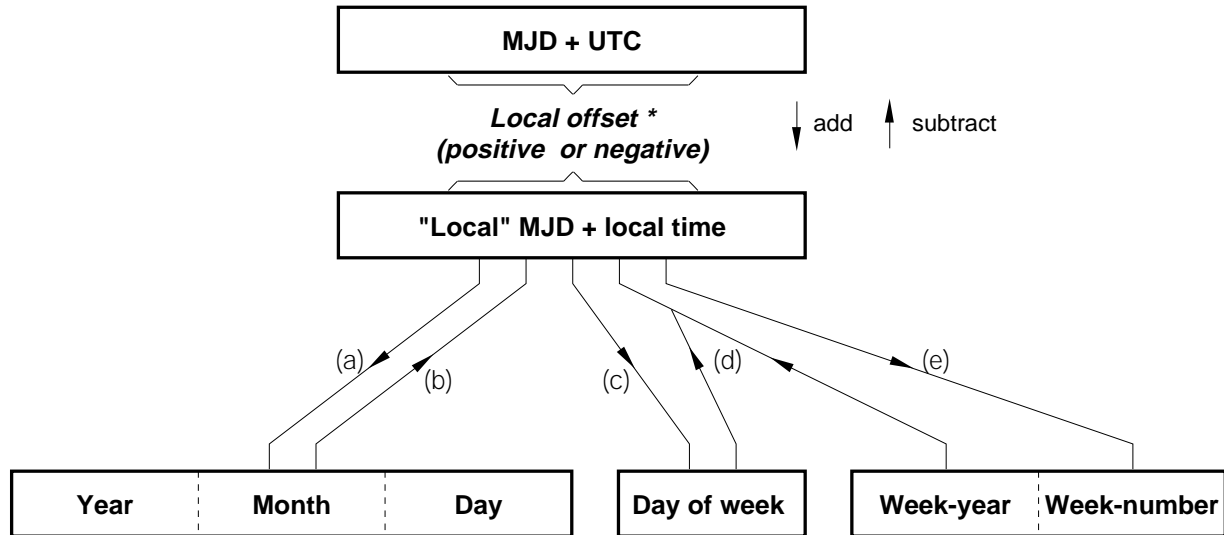 MJD + UTC
Local offset *
(positive or negative)
add
subtract
"Local" MJD + local time
(a)
(b)
(c)
(d)
(e)
Year
Month
Day
Day of week
Week-year
Week-number